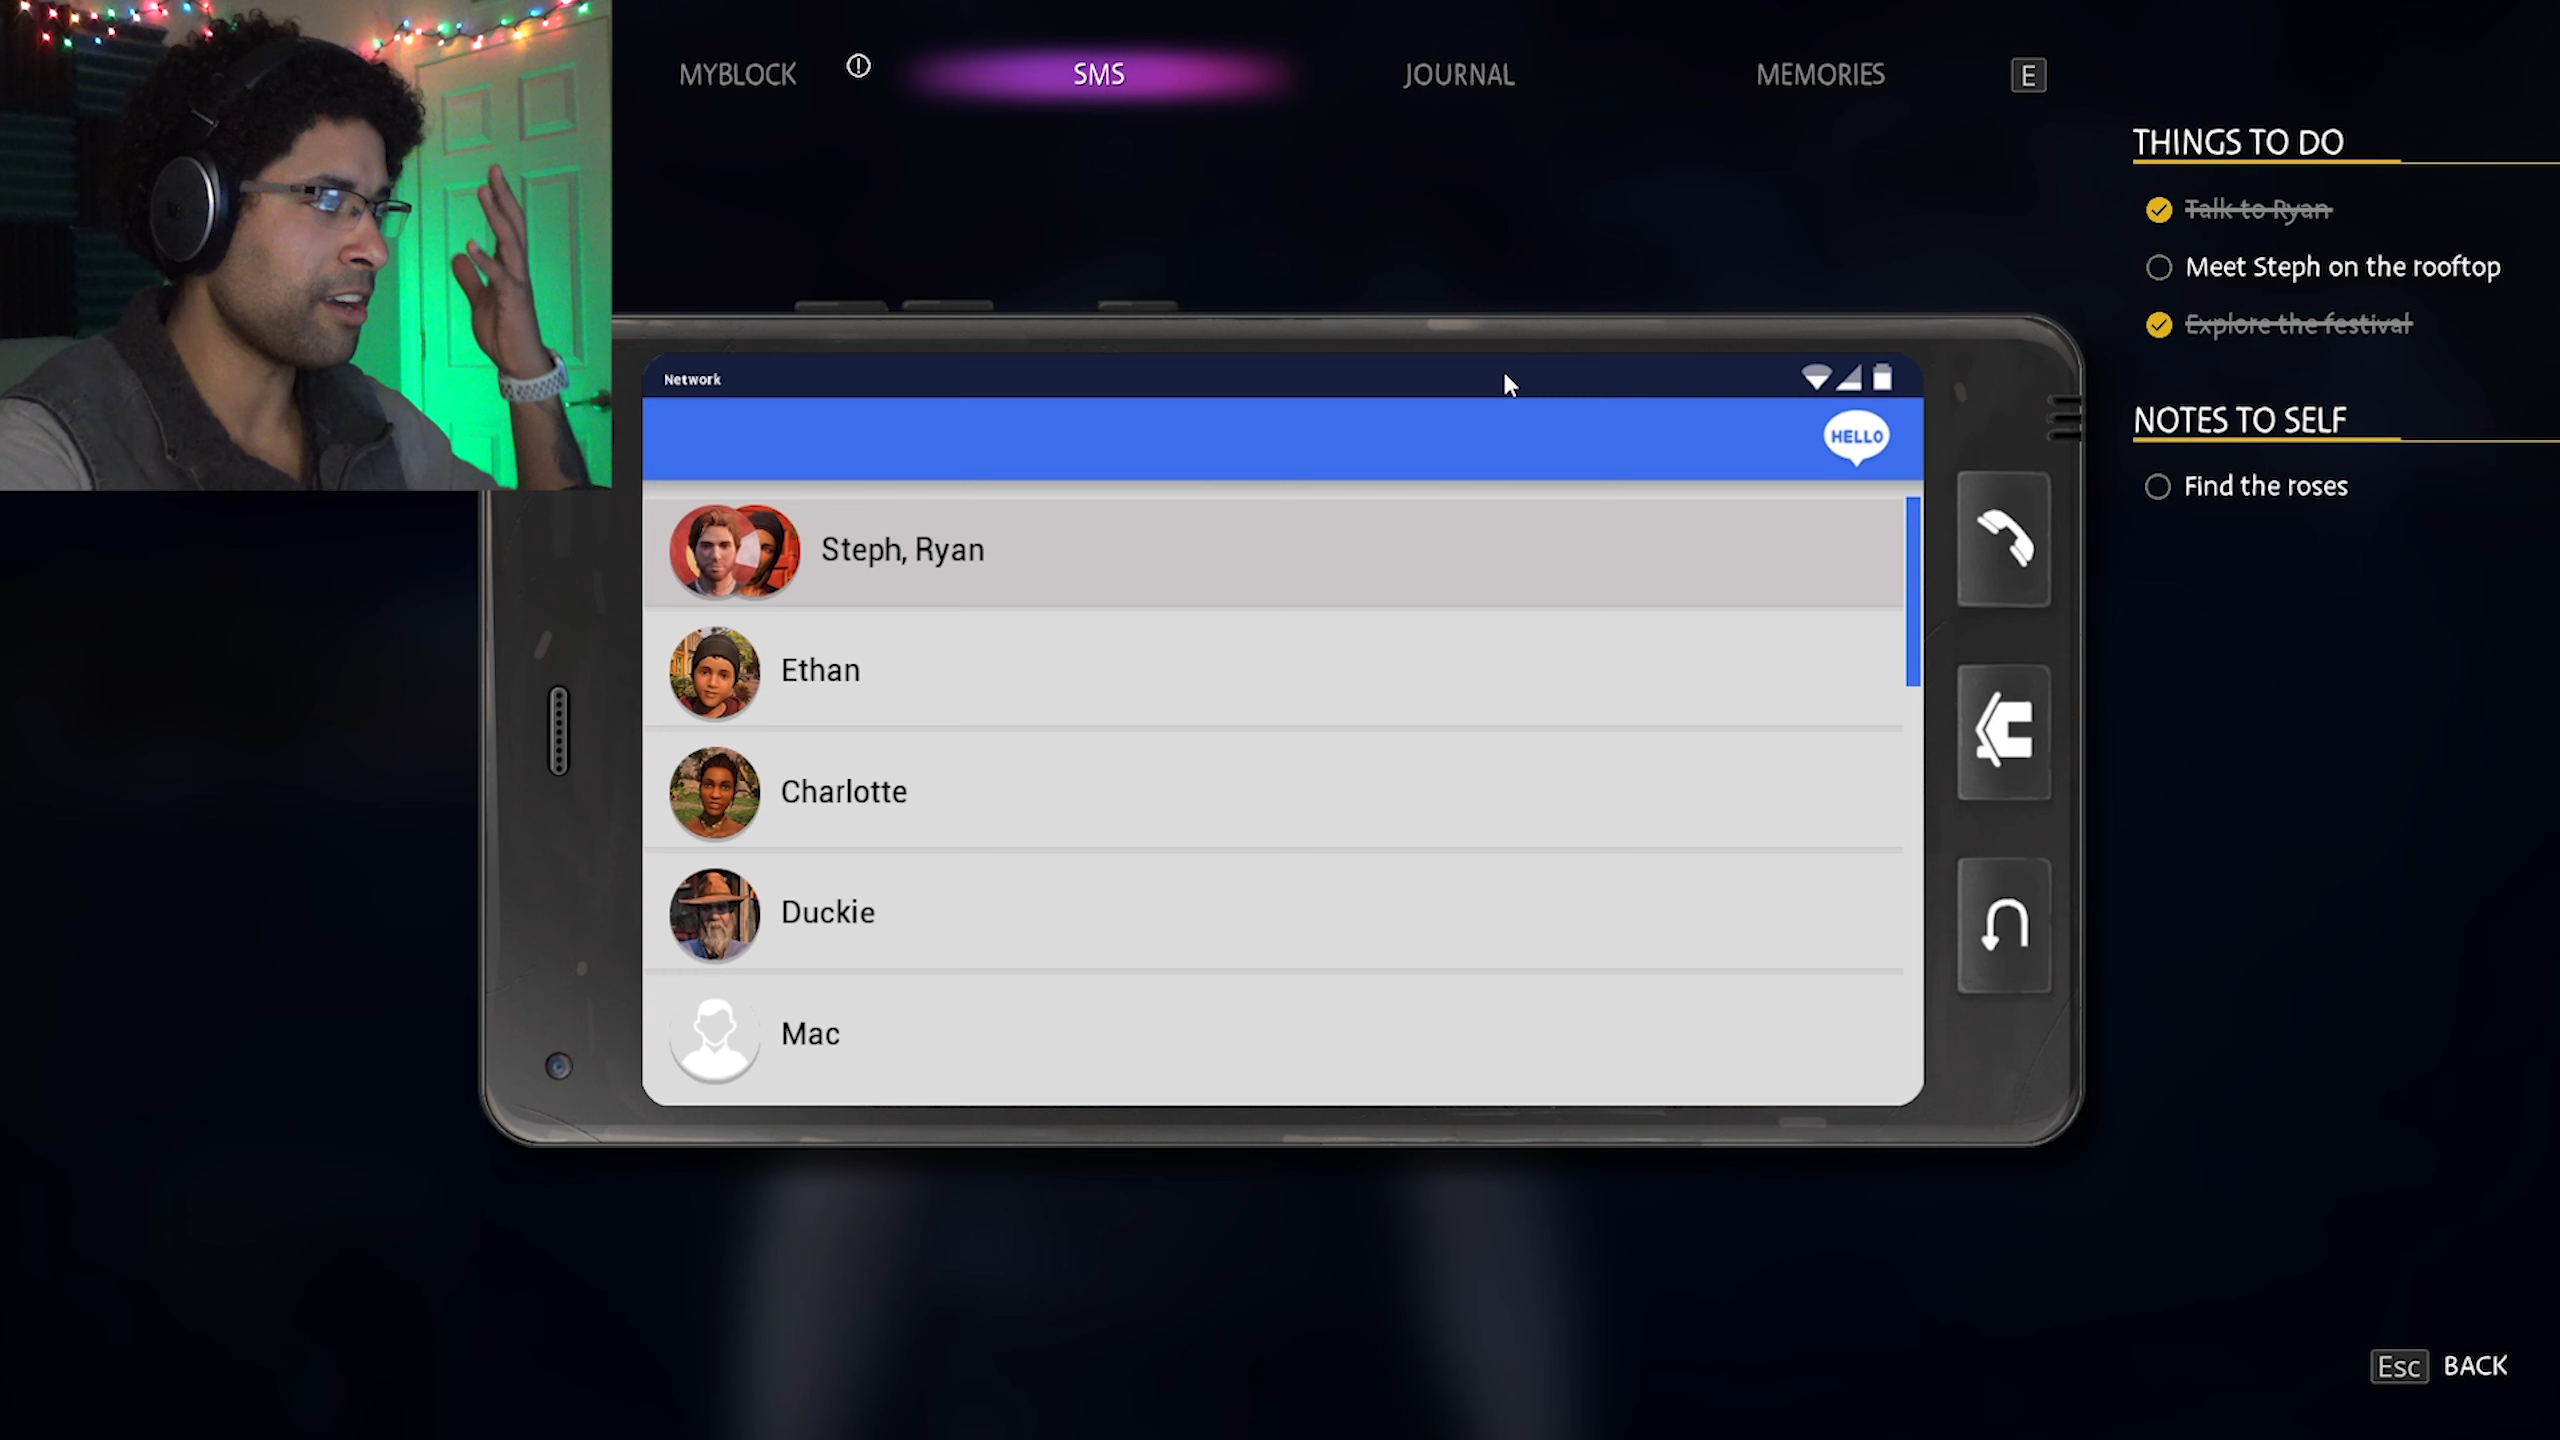 MYBLOCK
SMS
JOURNAL
MEMORIES
E
THINGS TO DO
Talk to Ryan
Meet Steph on the rooftop
Explore the festival
NOTES TO SELF
Find the roses
Network
HELLO
Steph, Ryan
Ethan
Charlotte
Duckie
Mac
Esc BACK